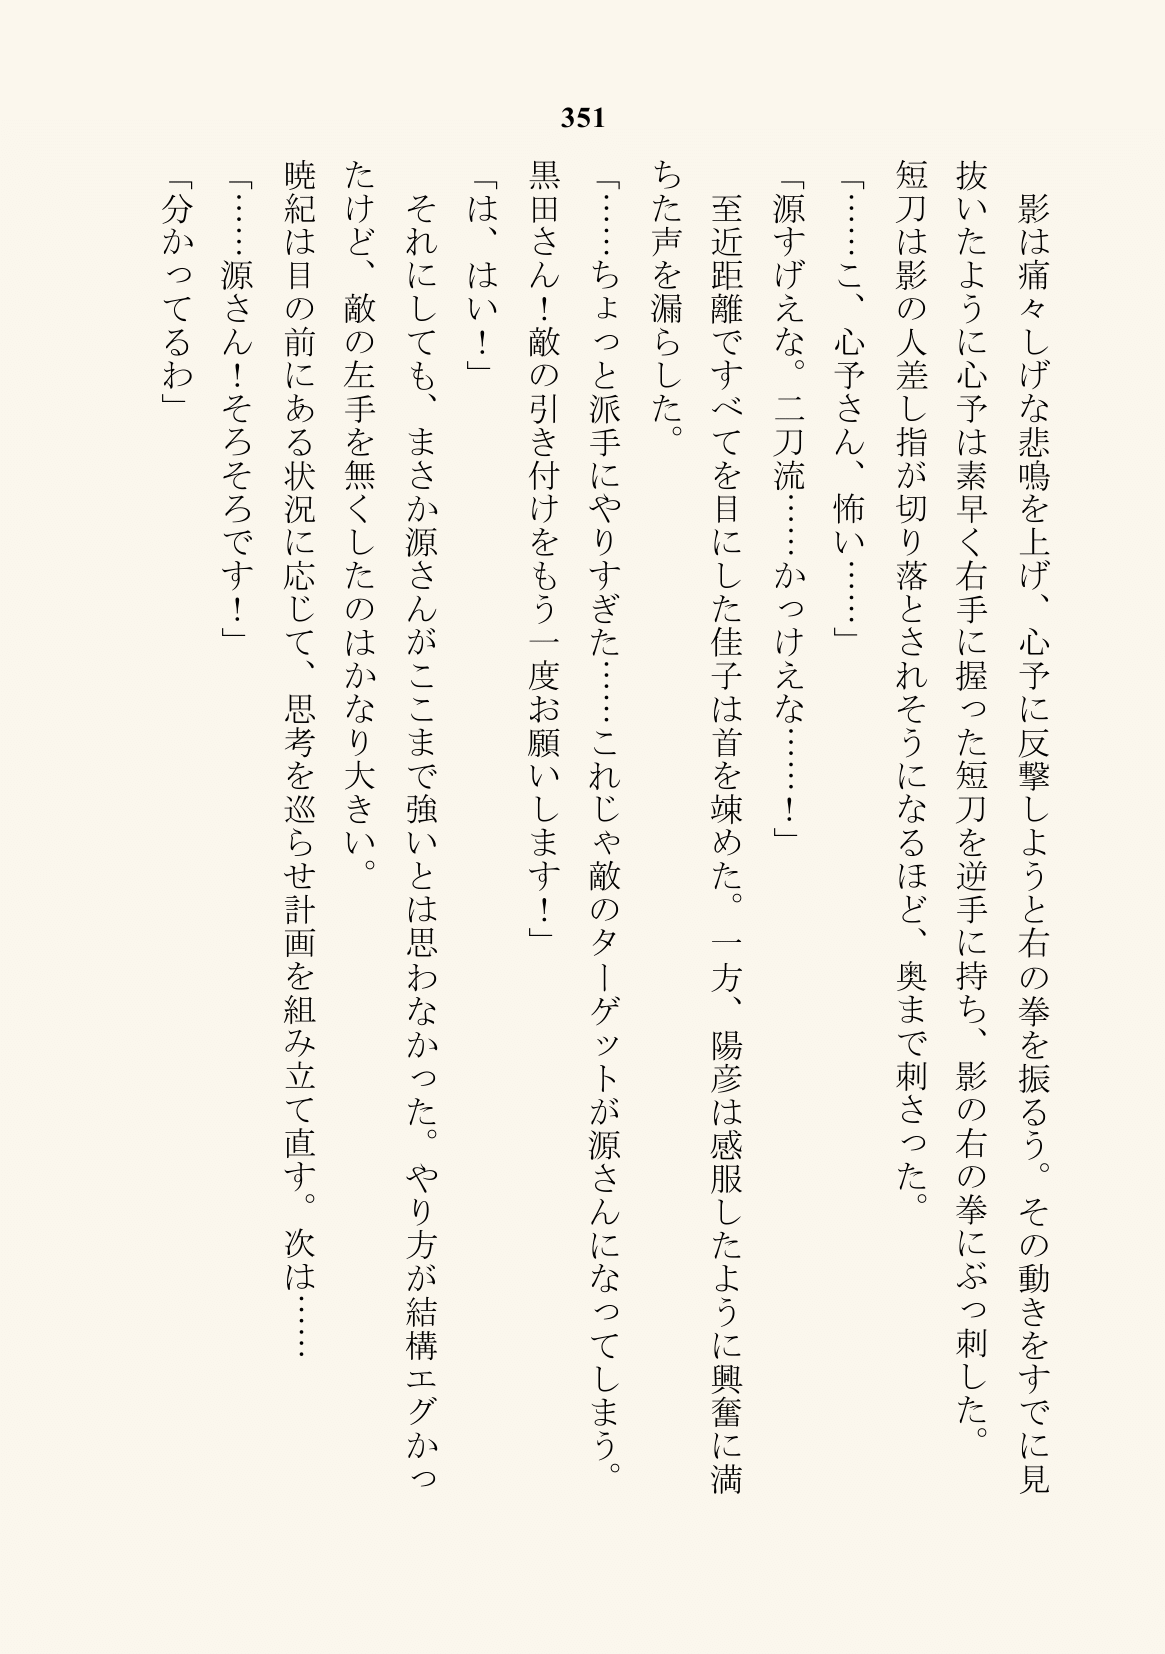 351
　影は痛々しげな悲鳴を上げ、心予に反撃しようと右の拳を振るう。その動きをすでに見
抜いたように心予は素早く右手に握った短刀を逆手に持ち、影の右の拳にぶっ刺した。
短刀は影の人差し指が切り落とされそうになるほど、奥まで刺さった。
「……こ、心予さん、怖い……」
「源すげえな。二刀流……かっけえな……！」
　至近距離ですべてを目にした佳子は首を竦めた。一方、陽彦は感服したように興奮に満
ちた声を漏らした。
「……ちょっと派手にやりすぎた……これじゃ敵のターゲットが源さんになってしまう。
黒田さん！敵の引き付けをもう一度お願いします！」
「は、はい！」
　それにしても、まさか源さんがここまで強いとは思わなかった。やり方が結構エグかっ
たけど、敵の左手を無くしたのはかなり大きい。
暁紀は目の前にある状況に応じて、思考を巡らせ計画を組み立て直す。次は……
「……源さん！そろそろです！」
「分かってるわ」